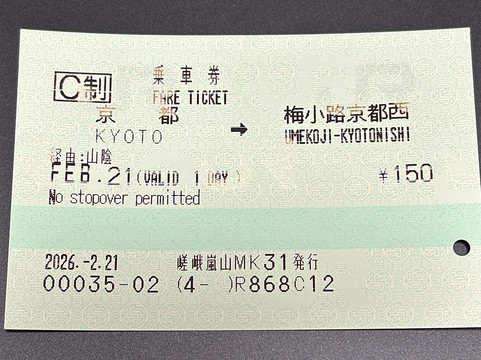 乗車券
C制 FARE TICKET
京都 → 梅小路京都西
KYOTO UMEKOJI-KYOTONISHI
経由:山陰
FEB.21(VALID 1 DAY) ¥150
No stopover permitted
2026.-2.21 嵯峨嵐山MK31発行
00035-02 (4- )R868C12